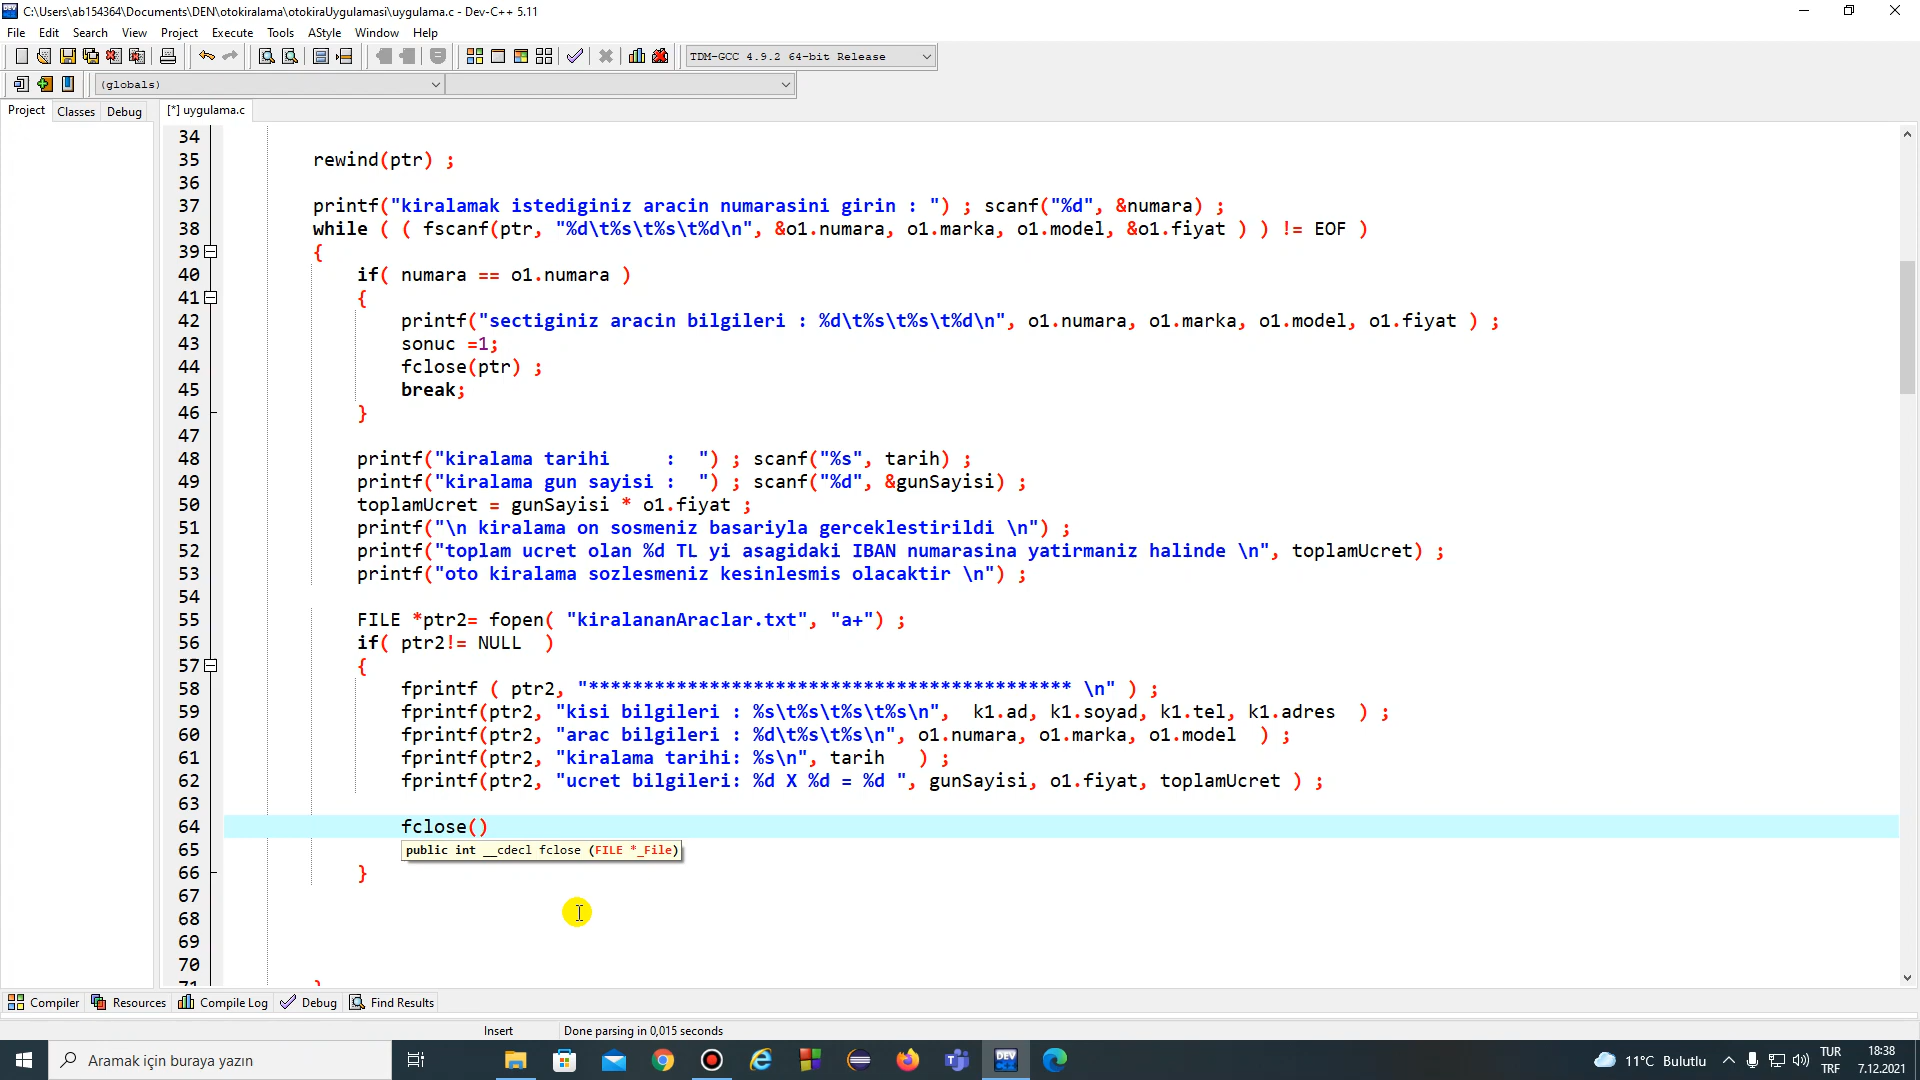 C:\Users\ab154364\Documents\DEN\otokiralama\otokiraUygulamasi\uygulama.c - Dev-C++ 5.11
File Edit Search View Project Execute Tools AStyle Window Help
TDM-GCC 4.9.2 64-bit Release
(globals)
Project Classes Debug [*] uygulama.c
34
35 rewind(ptr) ;
36
37 printf("kiralamak istediginiz aracin numarasini girin : ") ; scanf("%d", &numara) ;
38 while ( ( fscanf(ptr, "%d\t%s\t%s\t%d\n", &o1.numara, o1.marka, o1.model, &o1.fiyat ) ) != EOF )
39 {
40 if( numara == o1.numara )
41 {
42 printf("sectiginiz aracin bilgileri : %d\t%s\t%s\t%d\n", o1.numara, o1.marka, o1.model, o1.fiyat ) ;
43 sonuc =1;
44 fclose(ptr) ;
45 break;
46 }
47
48 printf("kiralama tarihi     :  ") ; scanf("%s", tarih) ;
49 printf("kiralama gun sayisi :  ") ; scanf("%d", &gunSayisi) ;
50 toplamUcret = gunSayisi * o1.fiyat ;
51 printf("\n kiralama on sosmeniz basariyla gerceklestirildi \n") ;
52 printf("toplam ucret olan %d TL yi asagidaki IBAN numarasina yatirmaniz halinde \n", toplamUcret) ;
53 printf("oto kiralama sozlesmeniz kesinlesmis olacaktir \n") ;
54
55 FILE *ptr2= fopen( "kiralananAraclar.txt", "a+") ;
56 if( ptr2!= NULL  )
57 {
58 fprintf ( ptr2, "******************************************** \n" ) ;
59 fprintf(ptr2, "kisi bilgileri : %s\t%s\t%s\t%s\n",  k1.ad, k1.soyad, k1.tel, k1.adres  ) ;
60 fprintf(ptr2, "arac bilgileri : %d\t%s\t%s\n", o1.numara, o1.marka, o1.model  ) ;
61 fprintf(ptr2, "kiralama tarihi: %s\n", tarih   ) ;
62 fprintf(ptr2, "ucret bilgileri: %d X %d = %d ", gunSayisi, o1.fiyat, toplamUcret ) ;
63
64 fclose()
65 public int __cdecl fclose (FILE *_File)
66 }
67
68
69
70
71 }
Compiler Resources Compile Log Debug Find Results
Insert Done parsing in 0,015 seconds
Aramak için buraya yazın
DEV
11°C Bulutlu
TUR 18:38
TRF 7.12.2021